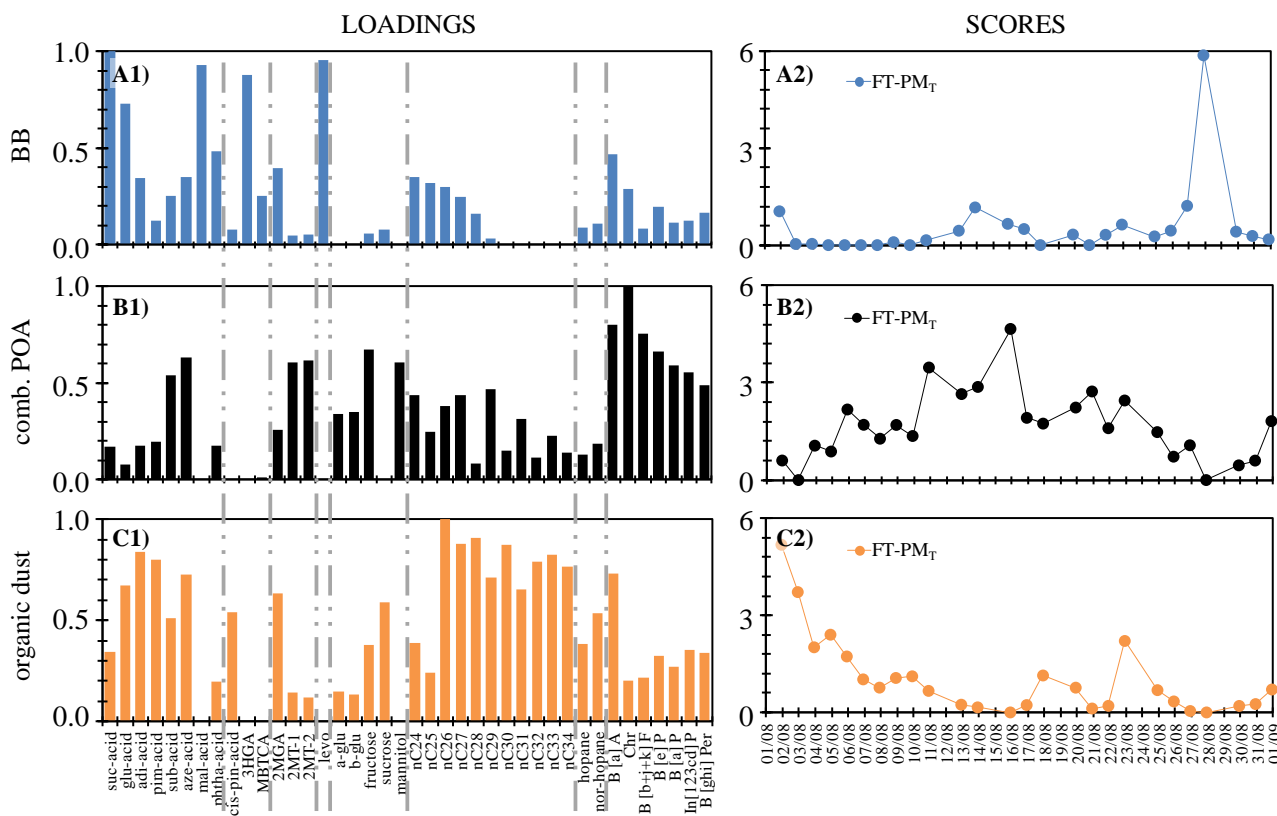 LOADINGS
SCORES
BB
1.0
0.5
0.0
A1)
6
3
0
A2)
FT-PM_T
comb. POA
1.0
0.5
0.0
B1)
6
3
0
B2)
FT-PM_T
organic dust
1.0
0.5
0.0
C1)
6
3
0
C2)
FT-PM_T
suc-acid
glu-acid
adi-acid
pim-acid
sub-acid
aze-acid
mal-acid
phtha-acid
cis-pin-acid
3HGA
MBTCA
2MGA
2MT-1
2MT-2
levo
a-glu
b-glu
fructose
sucrose
mannitol
nC24
nC25
nC26
nC27
nC28
nC29
nC30
nC31
nC32
nC33
nC34
hopane
nor-hopane
B [a] A
Chr
B [b+j+k] F
B [e] P
B [a] P
In[123cd] P
B [ghi] Per
01/08
02/08
03/08
04/08
05/08
06/08
07/08
08/08
09/08
10/08
11/08
12/08
13/08
14/08
15/08
16/08
17/08
18/08
19/08
20/08
21/08
22/08
23/08
24/08
25/08
26/08
27/08
28/08
29/08
30/08
31/08
01/09